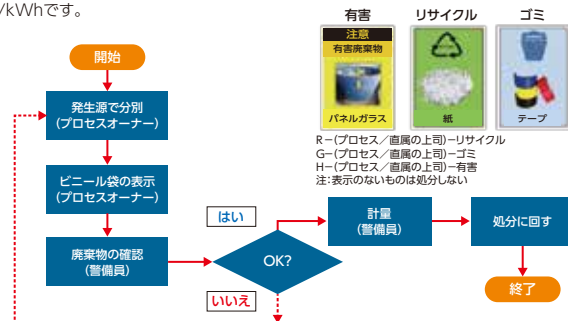 /kWhです。
有害
リサイクル
ゴミ
注意
有害廃棄物
パネルガラス
紙
テープ
R－(プロセス／直属の上司)－リサイクル
G－(プロセス／直属の上司)－ゴミ
H－(プロセス／直属の上司)－有害
注:表示のないものは処分しない
開始
発生源で分別
(プロセスオーナー)
ビニール袋の表示
(プロセスオーナー)
廃棄物の確認
(警備員)
OK?
はい
いいえ
計量
(警備員)
処分に回す
終了